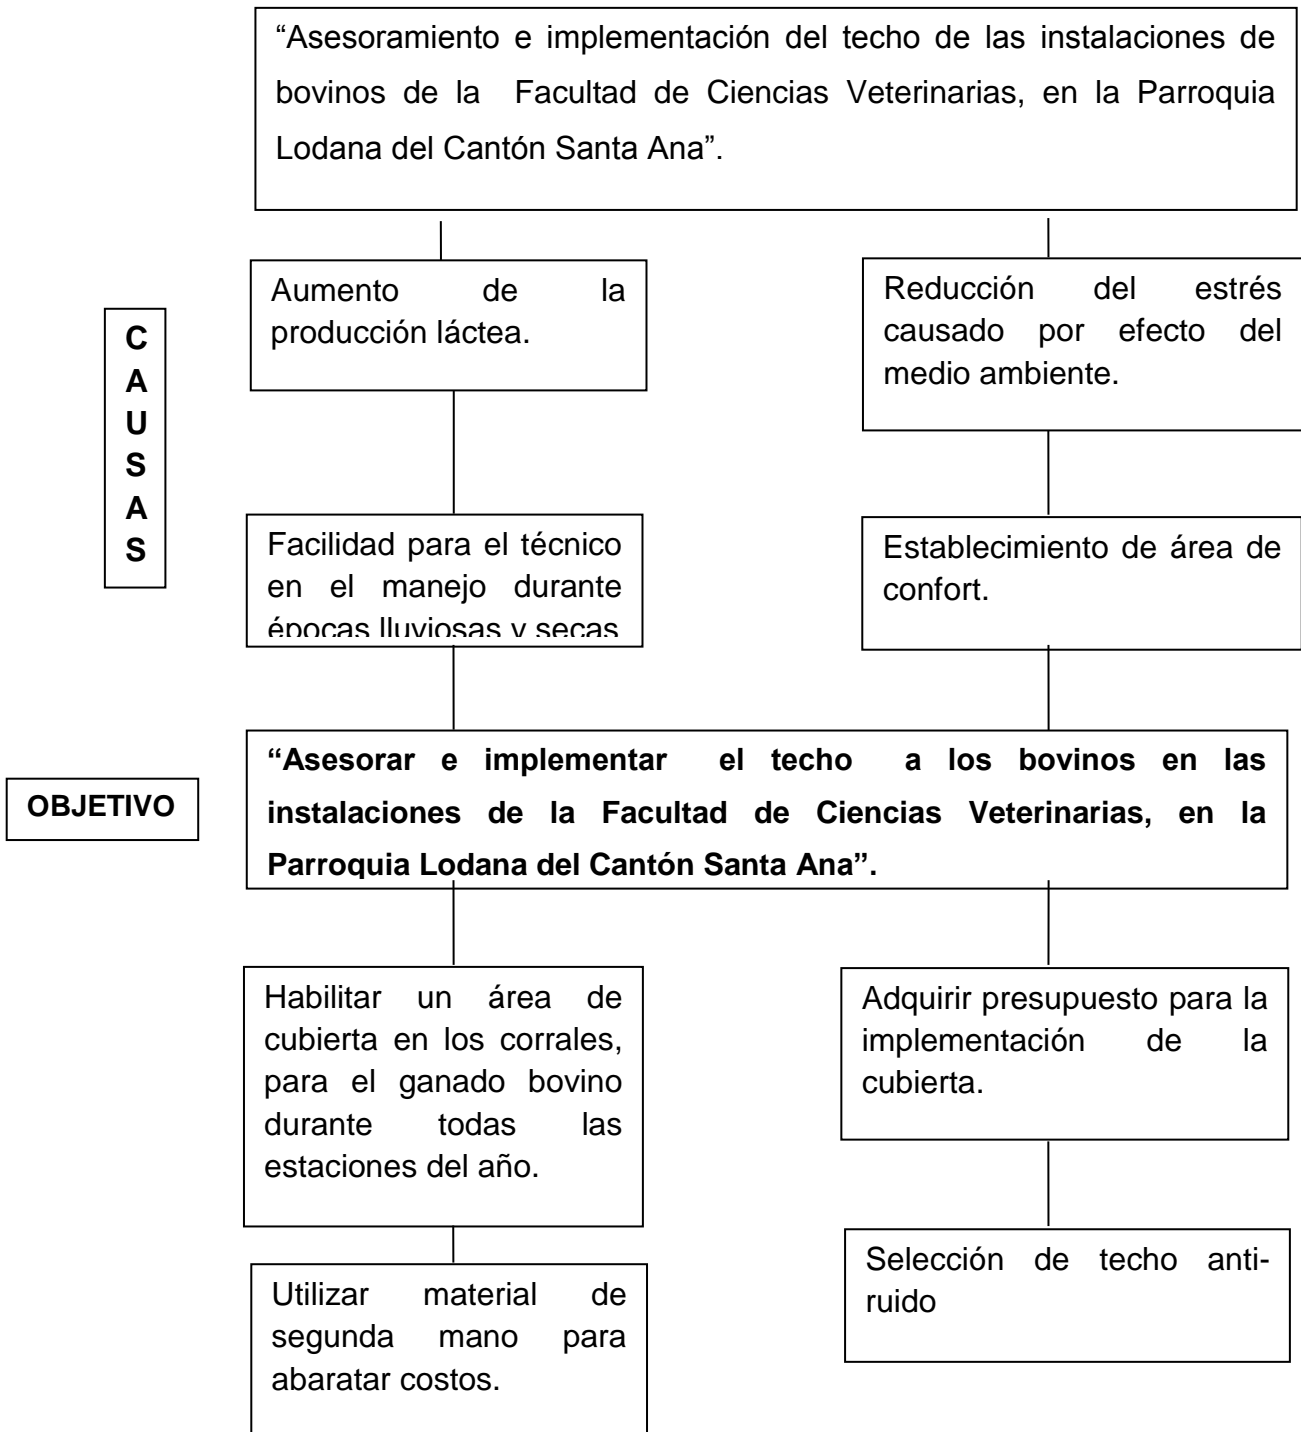 “Asesoramiento e implementación del techo de las instalaciones de
bovinos de la Facultad de Ciencias Veterinarias, en la Parroquia
Lodana del Cantón Santa Ana”.
Aumento de la
producción láctea.
Reducción del estrés
causado por efecto del
medio ambiente.
C
A
U
S
A
S
Facilidad para el técnico
en el manejo durante
épocas lluviosas y secas
Establecimiento de área de
confort.
OBJETIVO
“Asesorar e implementar el techo a los bovinos en las
instalaciones de la Facultad de Ciencias Veterinarias, en la
Parroquia Lodana del Cantón Santa Ana”.
Habilitar un área de
cubierta en los corrales,
para el ganado bovino
durante todas las
estaciones del año.
Adquirir presupuesto para la
implementación de la
cubierta.
Utilizar material de
segunda mano para
abaratar costos.
Selección de techo anti-
ruido